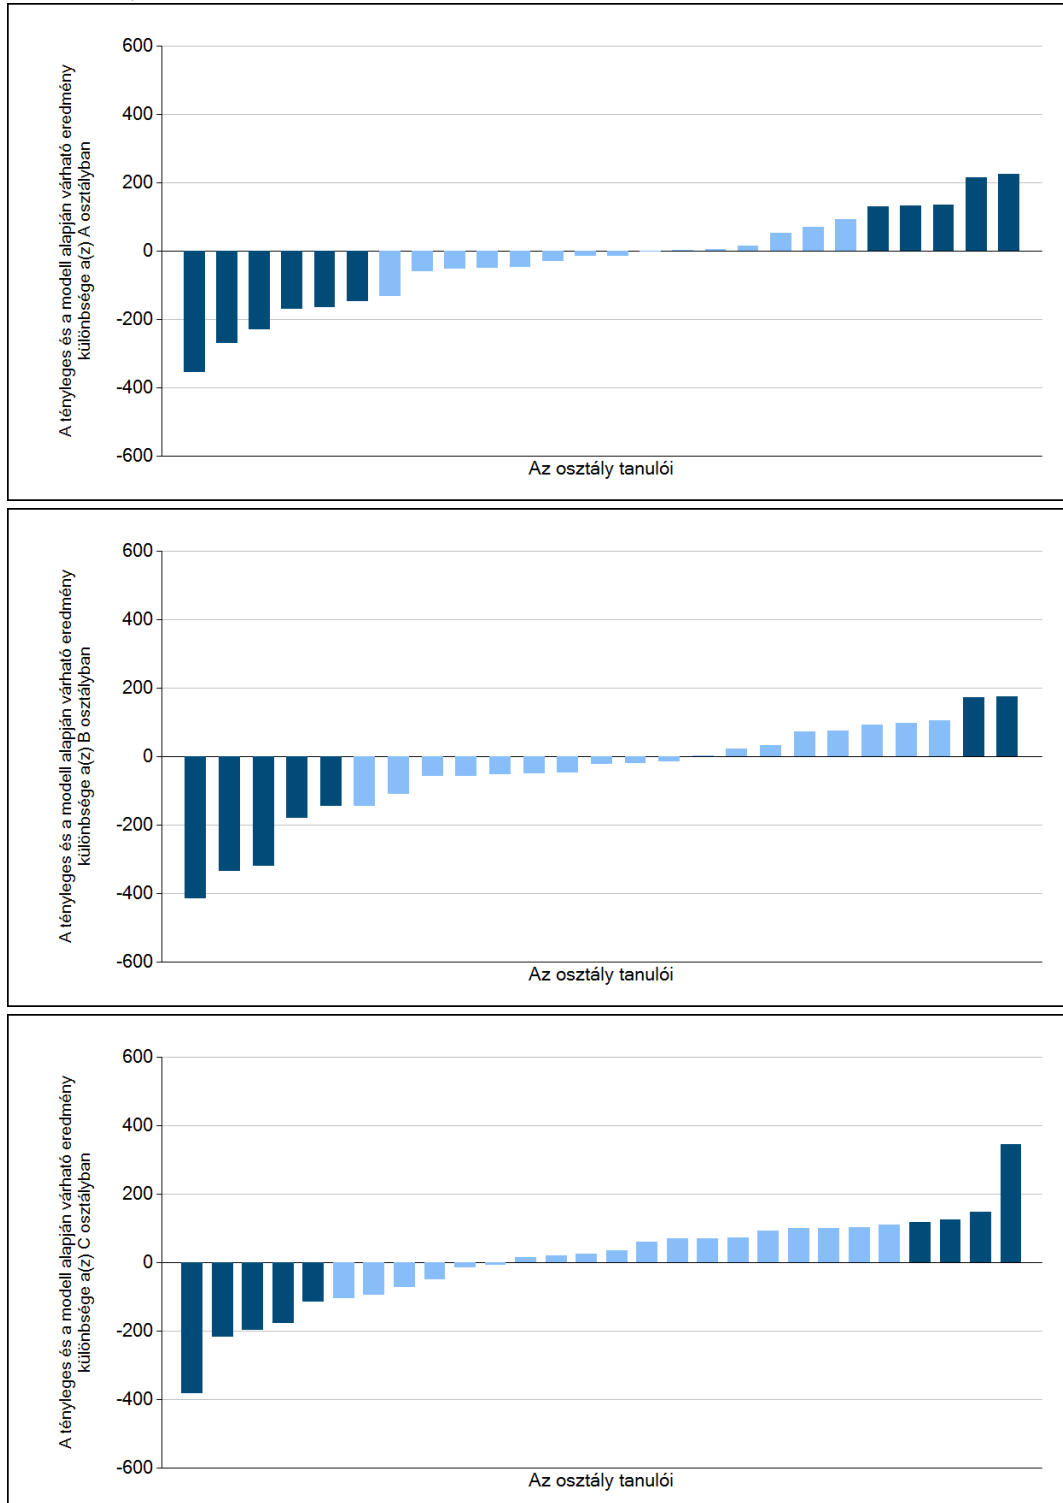 A tényleges és a modell alapján várható eredmény
különbsége a(z) A osztályban
600
400
200
0
-200
-400
-600
Az osztály tanulói
A tényleges és a modell alapján várható eredmény
különbsége a(z) B osztályban
600
400
200
0
-200
-400
-600
Az osztály tanulói
A tényleges és a modell alapján várható eredmény
különbsége a(z) C osztályban
600
400
200
0
-200
-400
-600
Az osztály tanulói